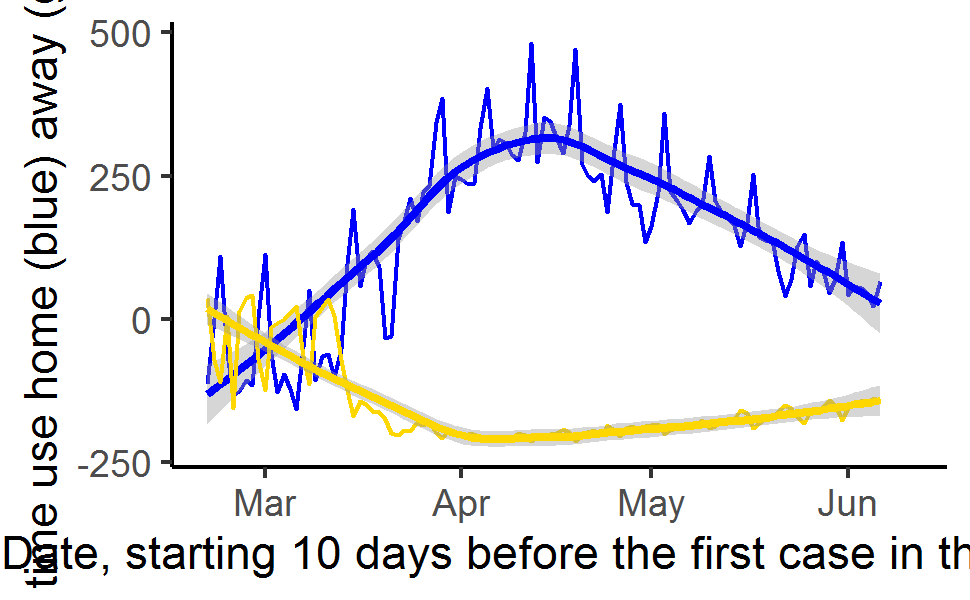 time use home (blue) away (
500
250
0
-250
Mar Apr May Jun
Date, starting 10 days before the first case in th